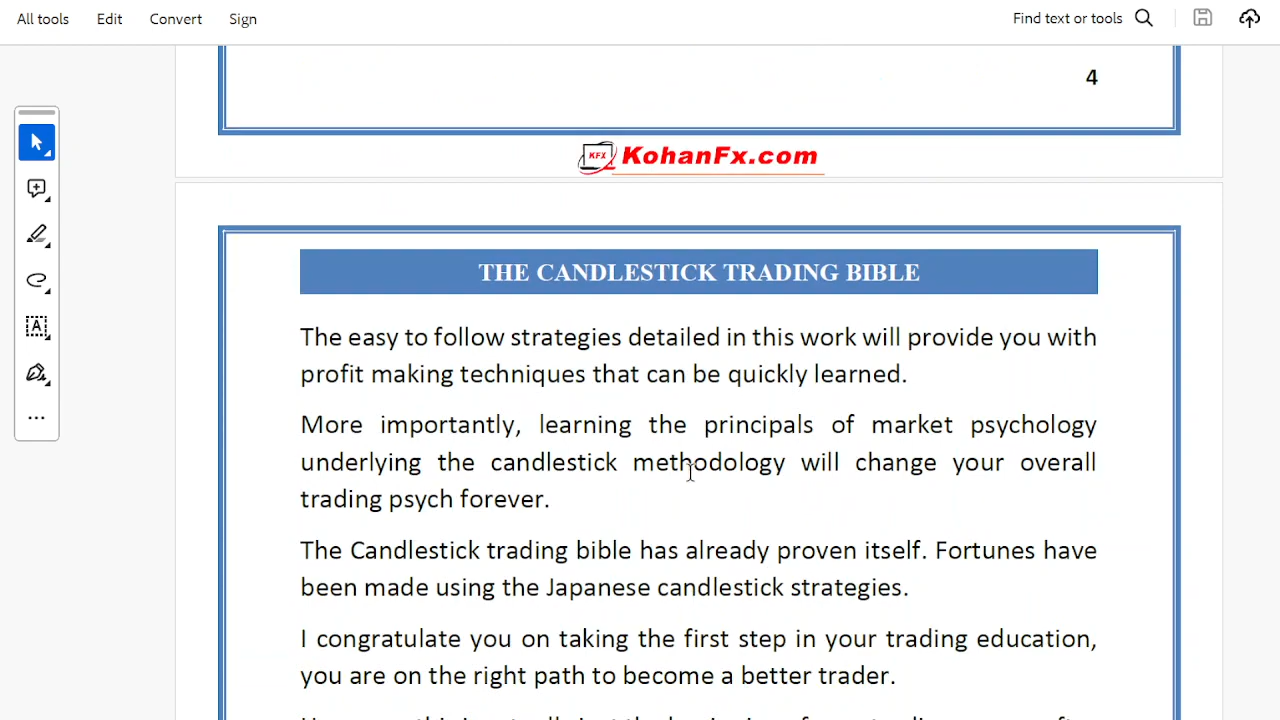 All tools Edit Convert Sign Find text or tools
4
KFX KohanFx.com
THE CANDLESTICK TRADING BIBLE
The easy to follow strategies detailed in this work will provide you with
profit making techniques that can be quickly learned.
More importantly, learning the principals of market psychology
underlying the candlestick methodology will change your overall
trading psych forever.
The Candlestick trading bible has already proven itself. Fortunes have
been made using the Japanese candlestick strategies.
I congratulate you on taking the first step in your trading education,
you are on the right path to become a better trader.